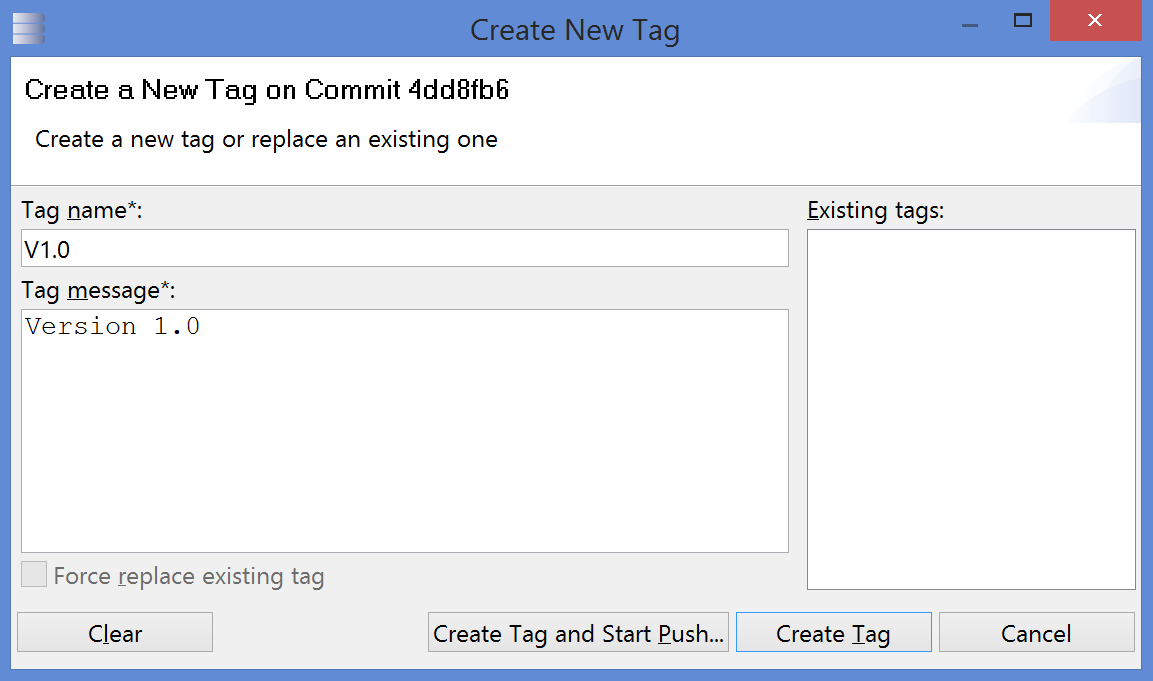 Create New Tag
Create a New Tag on Commit 4dd8fb6
Create a new tag or replace an existing one
Tag name*:
Existing tags:
V1.0
Tag message*:
Version 1.0
Force replace existing tag
Clear
Create Tag and Start Push...
Create Tag
Cancel